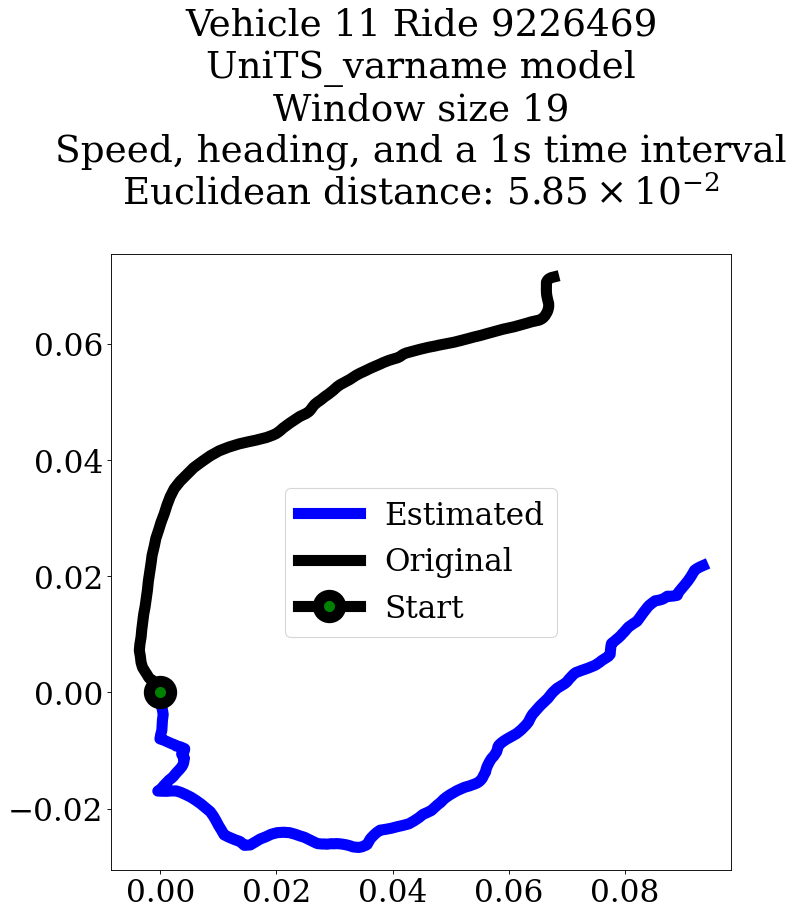 Vehicle 11 Ride 9226469
UniTS_varname model
Window size 19
Speed, heading, and a 1s time interval
Euclidean distance: 5.85 × 10⁻²
0.06
0.04
0.02
0.00
−0.02
Estimated
Original
Start
0.00 0.02 0.04 0.06 0.08